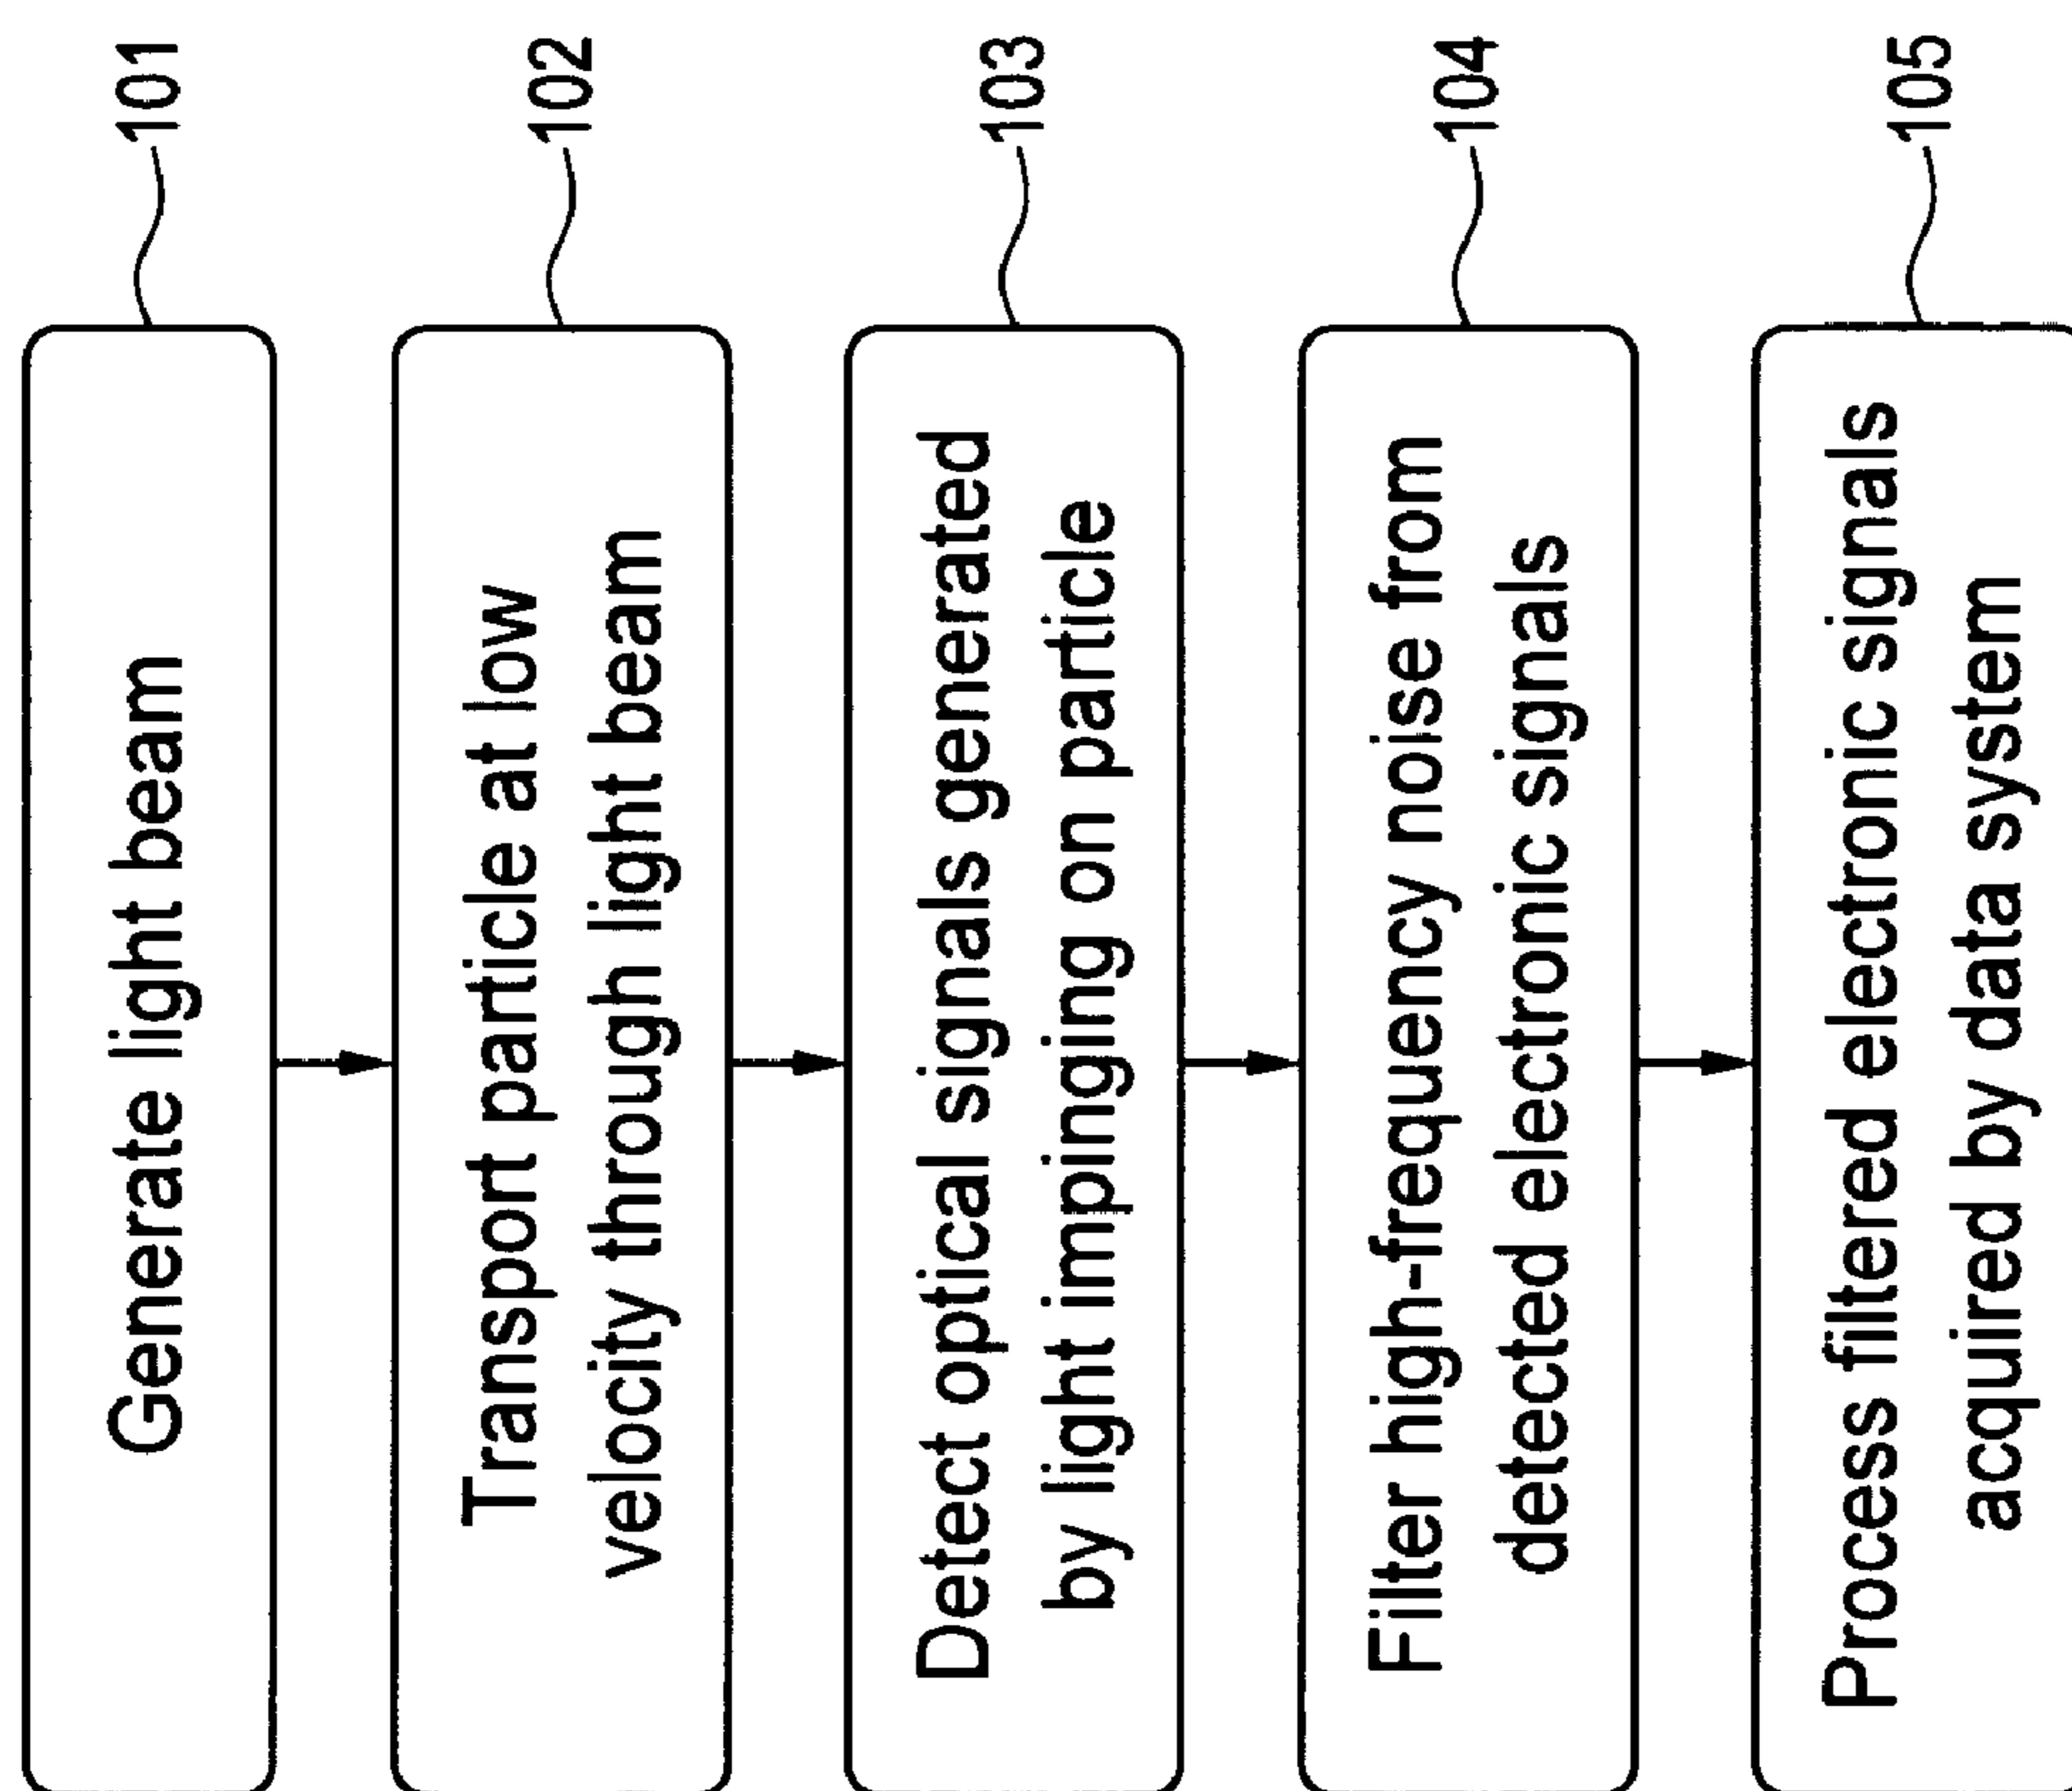 Generate light beam
101
Transport particle at low
velocity through light beam
102
Detect optical signals generated
by light impinging on particle
103
Filter high-frequency noise from
detected electronic signals
104
Process filtered electronic signals
acquired by data system
105